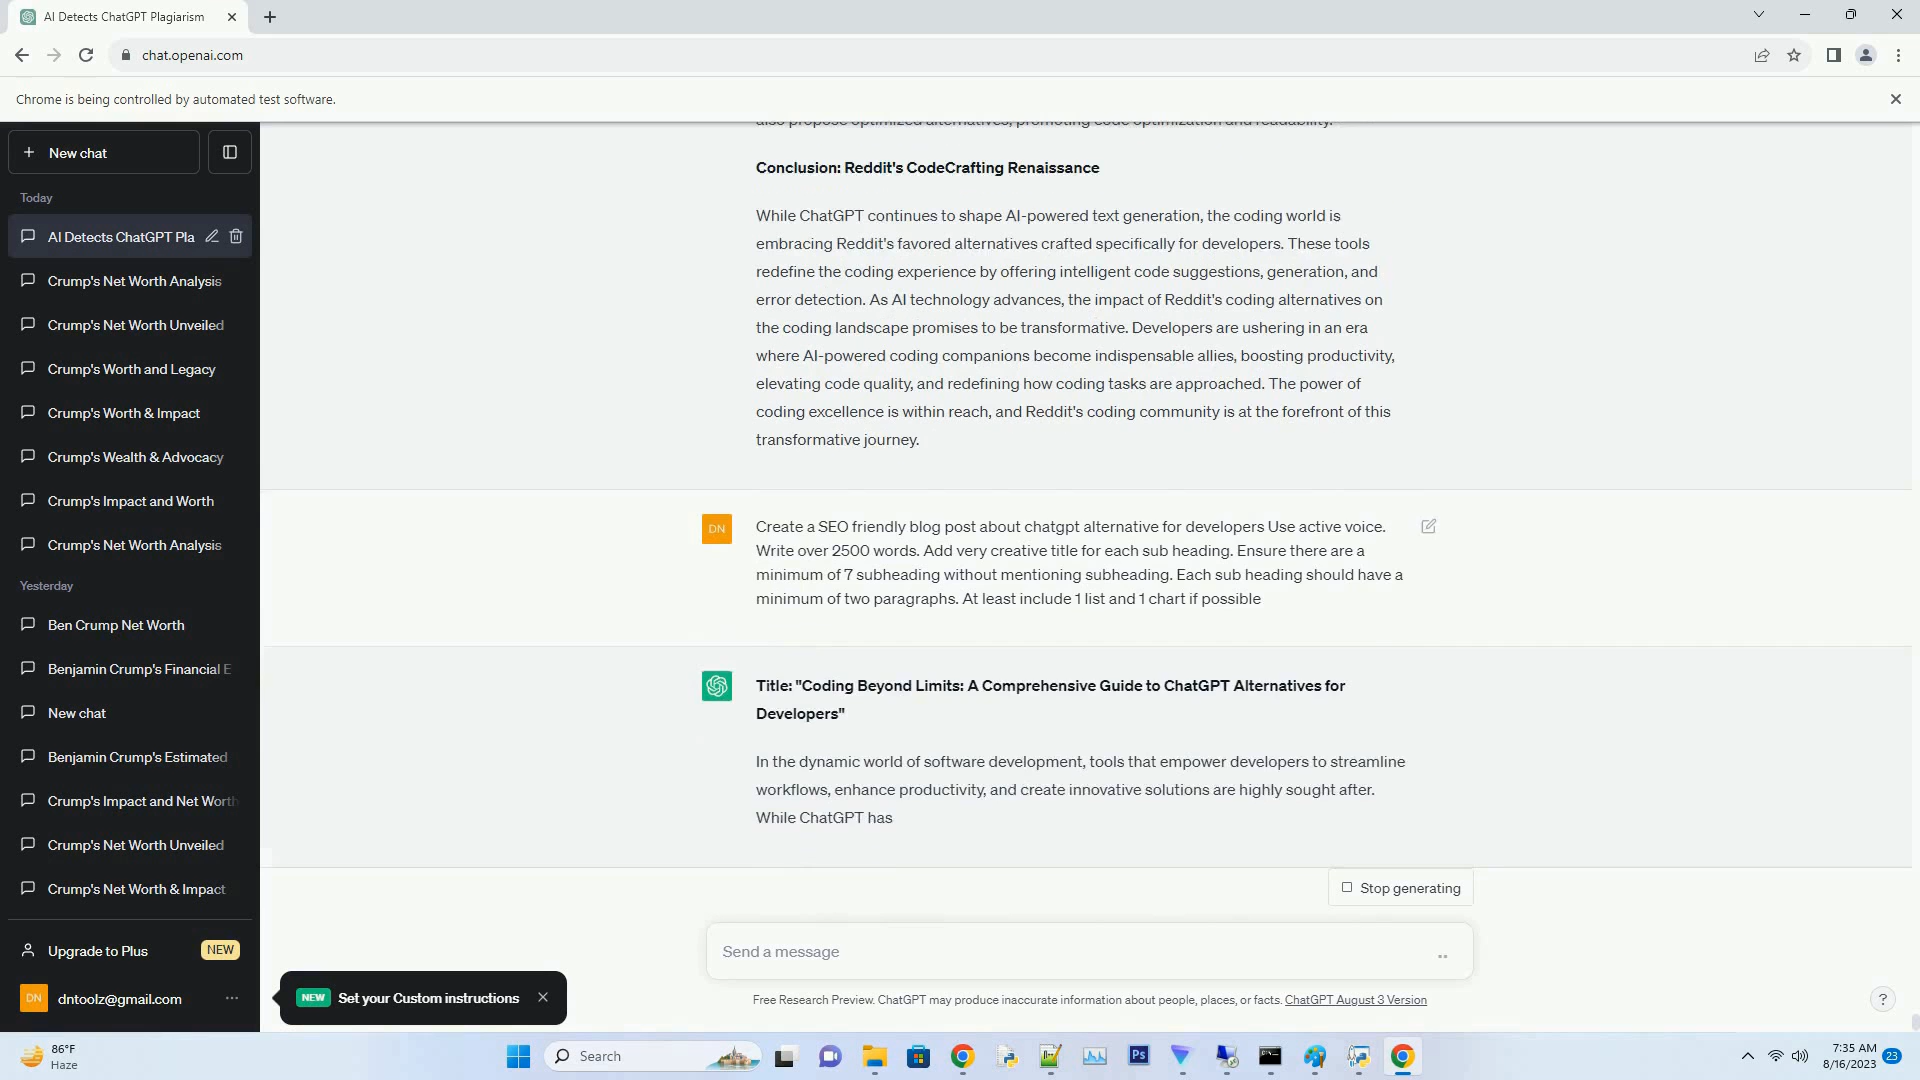 AI Detects ChatGPT Plagiarism
chat.openai.com
Chrome is being controlled by automated test software.
New chat
Today
AI Detects ChatGPT Pla
Crump's Net Worth Analysis
Crump's Net Worth Unveiled
Crump's Worth and Legacy
Crump's Worth & Impact
Crump's Wealth & Advocacy
Crump's Impact and Worth
Crump's Net Worth Analysis
Yesterday
Ben Crump Net Worth
Benjamin Crump's Financial E
New chat
Benjamin Crump's Estimated
Crump's Impact and Net Worth
Crump's Net Worth Unveiled
Crump's Net Worth & Impact
Upgrade to Plus NEW
DN dntoolz@gmail.com
NEW Set your Custom instructions
also propose optimized alternatives, promoting code optimization and readability.
Conclusion: Reddit's CodeCrafting Renaissance
While ChatGPT continues to shape AI-powered text generation, the coding world is
embracing Reddit's favored alternatives crafted specifically for developers. These tools
redefine the coding experience by offering intelligent code suggestions, generation, and
error detection. As AI technology advances, the impact of Reddit's coding alternatives on
the coding landscape promises to be transformative. Developers are ushering in an era
where AI-powered coding companions become indispensable allies, boosting productivity,
elevating code quality, and redefining how coding tasks are approached. The power of
coding excellence is within reach, and Reddit's coding community is at the forefront of this
transformative journey.
DN
Create a SEO friendly blog post about chatgpt alternative for developers Use active voice.
Write over 2500 words. Add very creative title for each sub heading. Ensure there are a
minimum of 7 subheading without mentioning subheading. Each sub heading should have a
minimum of two paragraphs. At least include 1 list and 1 chart if possible
Title: "Coding Beyond Limits: A Comprehensive Guide to ChatGPT Alternatives for
Developers"
In the dynamic world of software development, tools that empower developers to streamline
workflows, enhance productivity, and create innovative solutions are highly sought after.
While ChatGPT has
Stop generating
Send a message
Free Research Preview. ChatGPT may produce inaccurate information about people, places, or facts. ChatGPT August 3 Version
?
86°F
Haze
Search
Ps
7:35 AM
8/16/2023
23